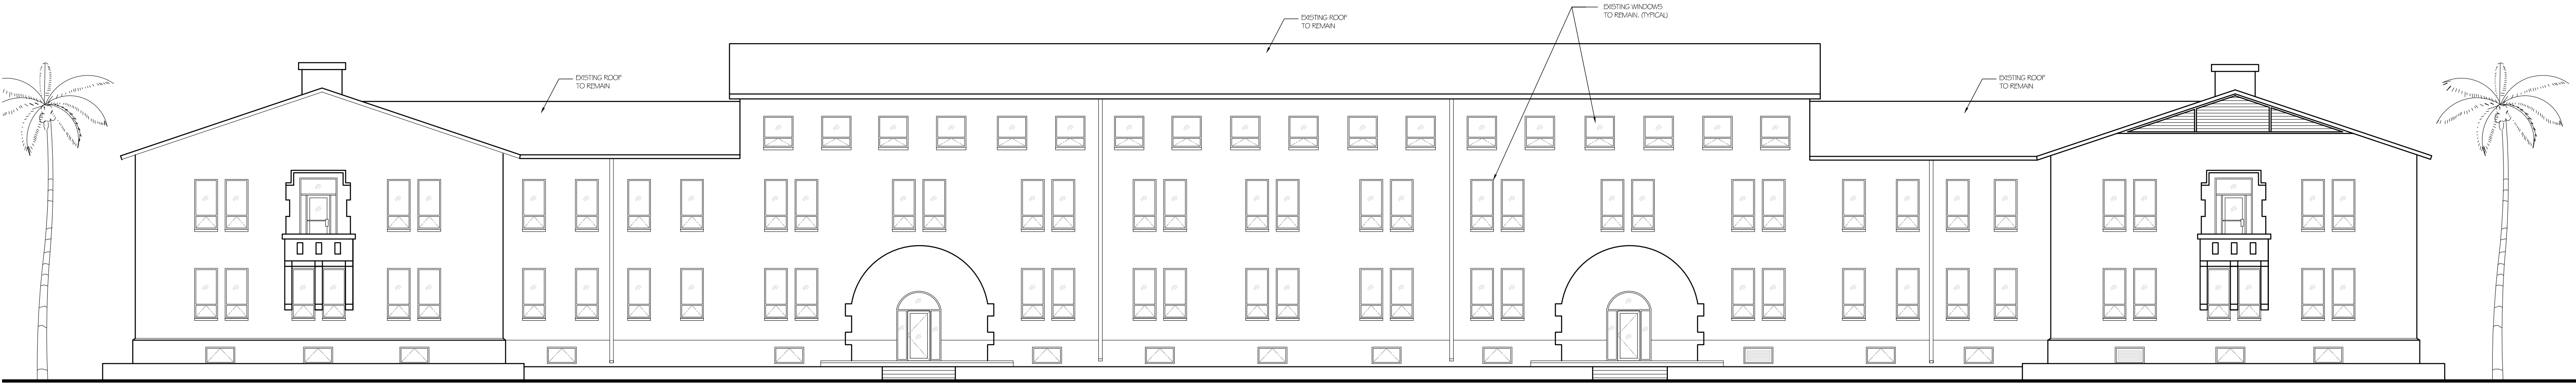 EXISTING ROOF
TO REMAIN
EXISTING ROOF
TO REMAIN
EXISTING WINDOWS
TO REMAIN. (TYPICAL)
EXISTING ROOF
TO REMAIN